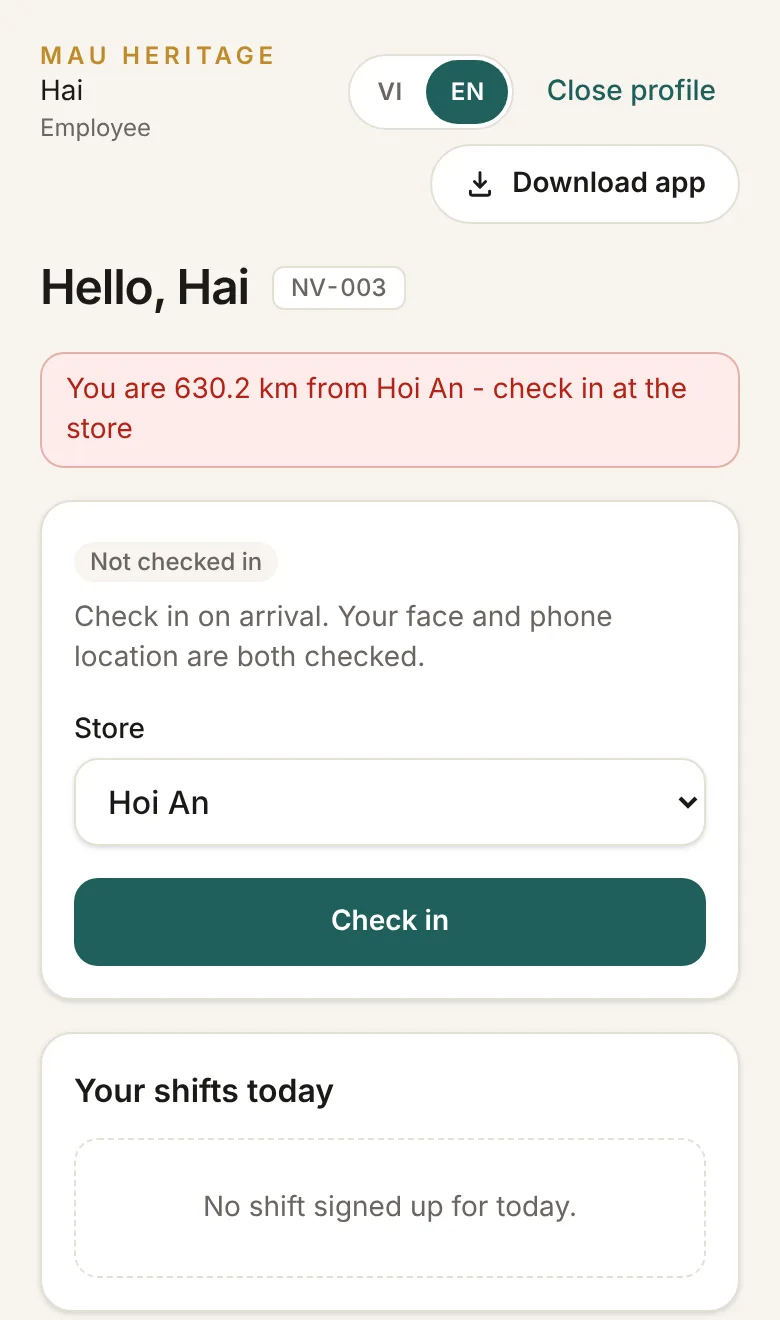 MAU HERITAGE
Hai
Employee
VI
EN
Close profile
Download app
Hello, Hai
NV-003
You are 630.2 km from Hoi An - check in at the
store
Not checked in
Check in on arrival. Your face and phone
location are both checked.
Store
Hoi An
Check in
Your shifts today
No shift signed up for today.